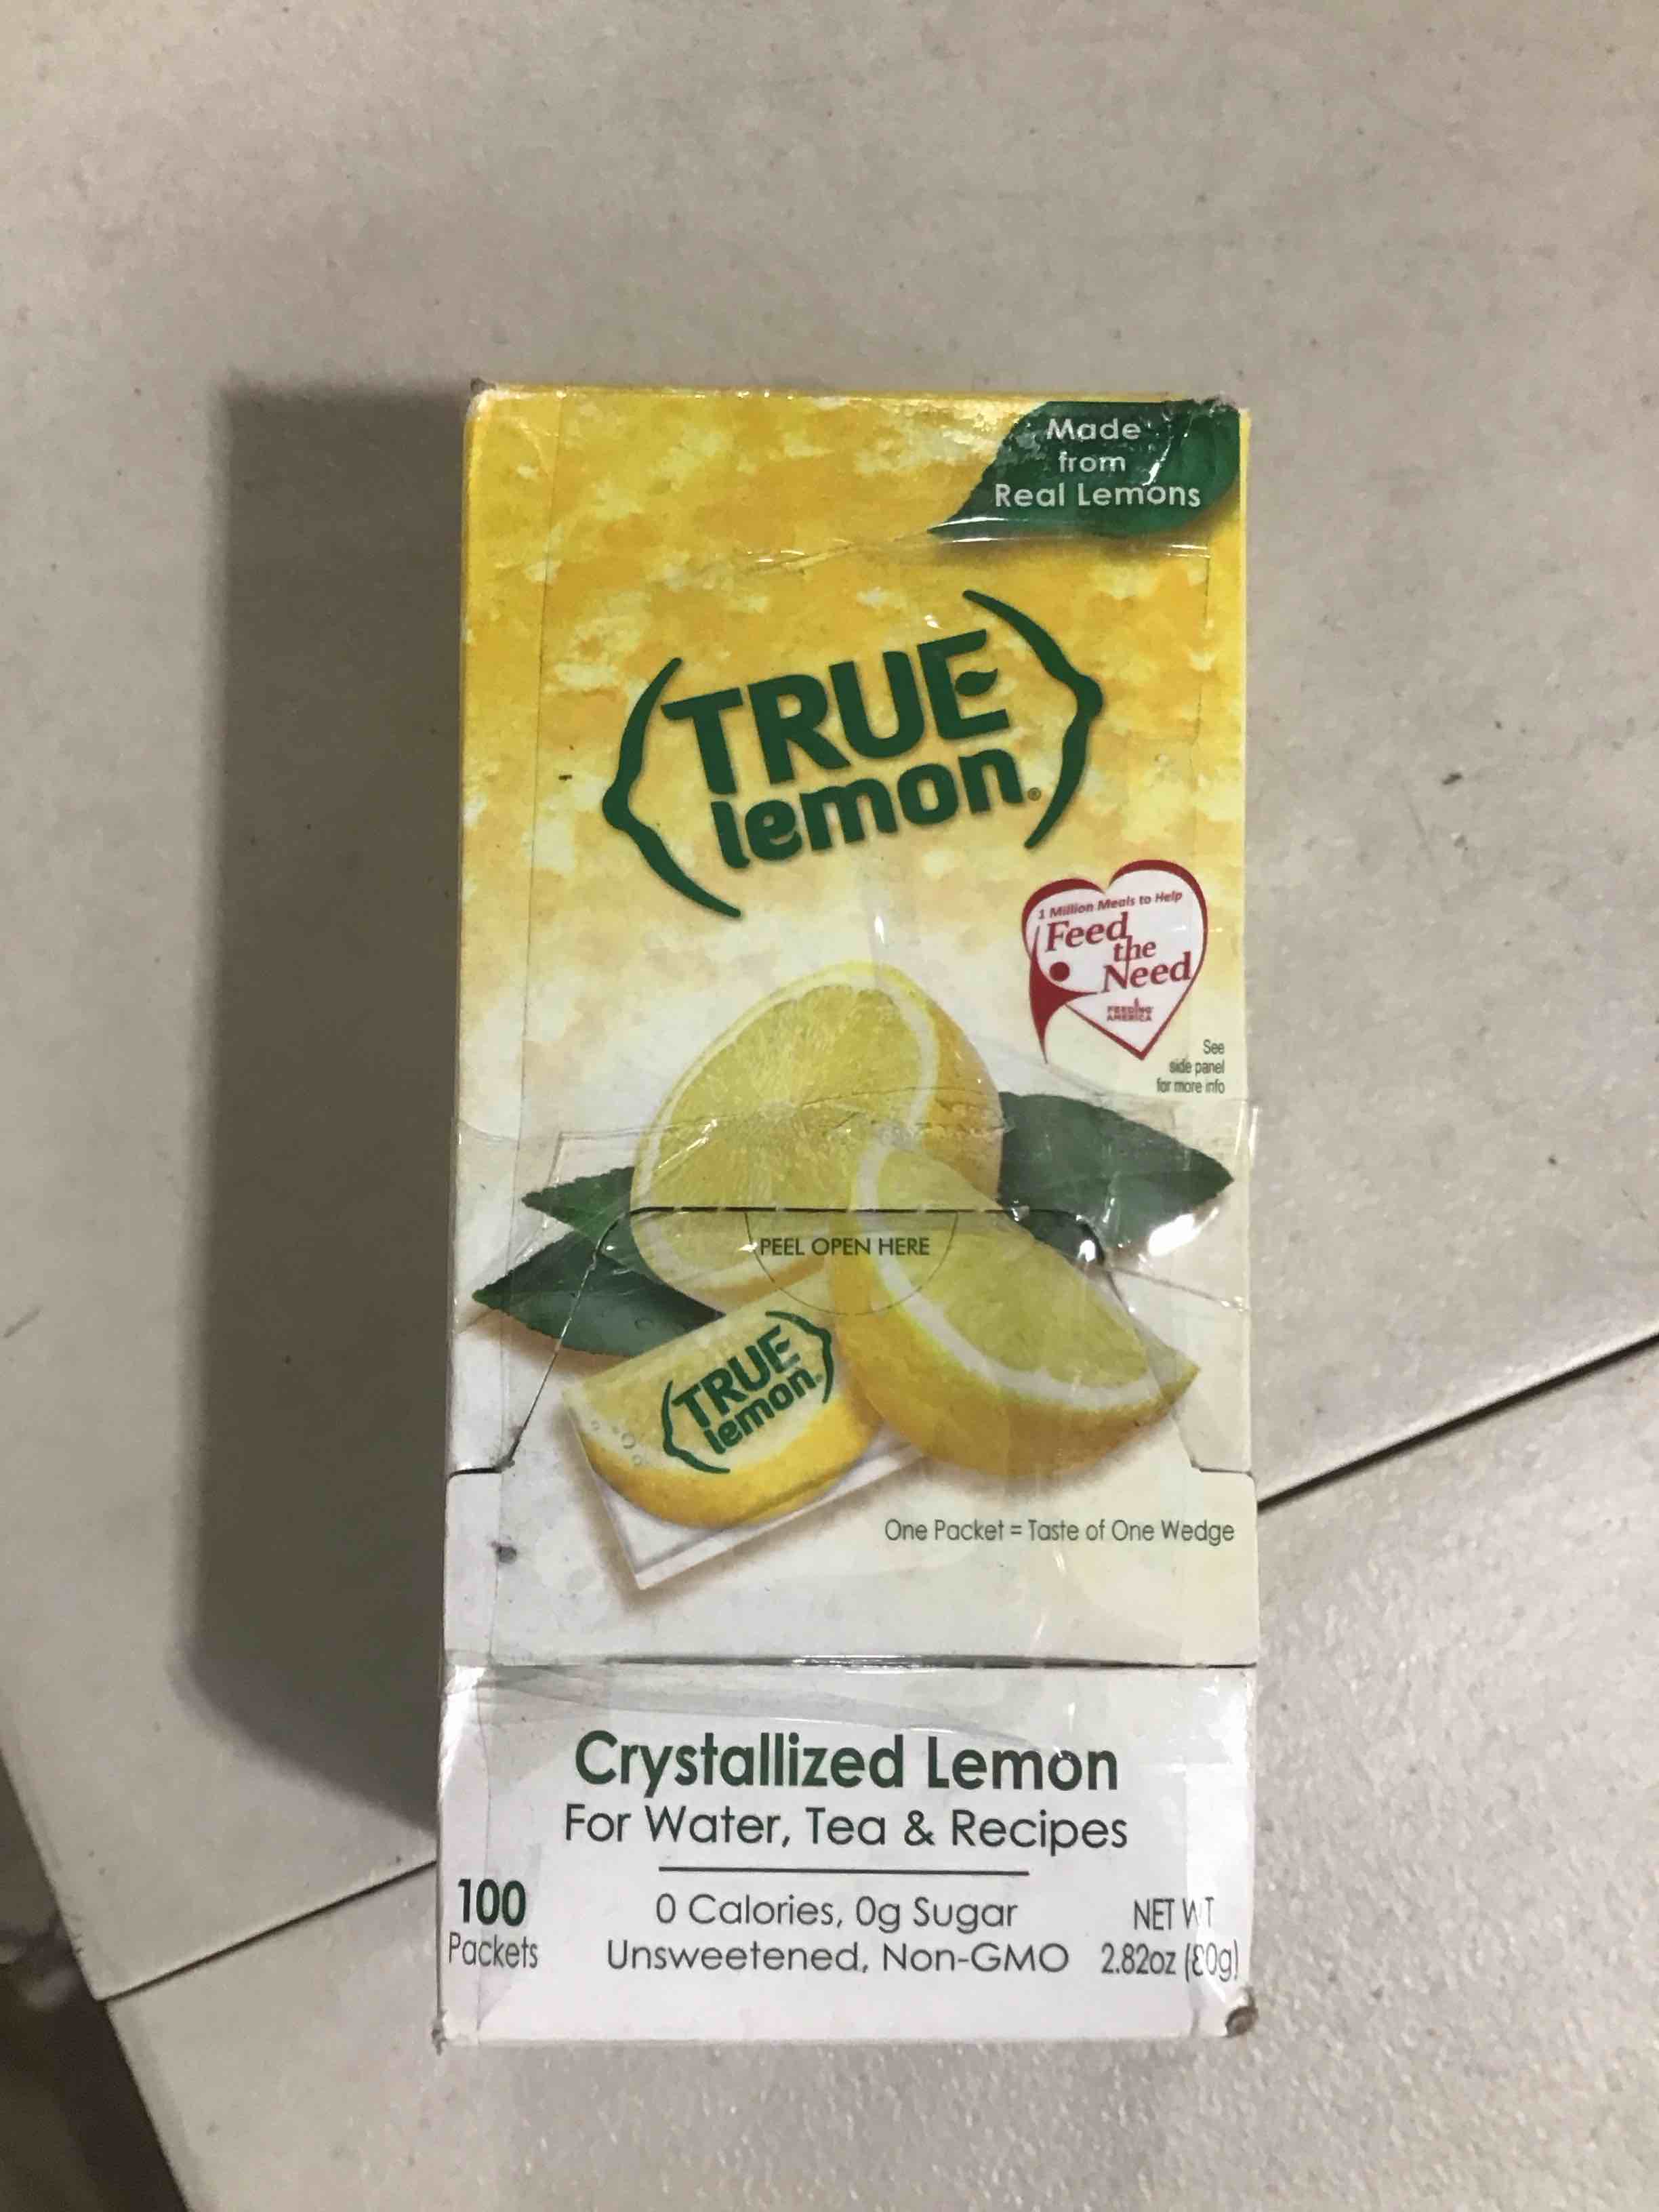 Made
from
Real Lemons
TRUE
lemon®
1 Million Meals to Help
Feed
the
Need
FEEDING
AMERICA
See
side panel
for more info
PEEL OPEN HERE
TRUE
lemon®
One Packet = Taste of One Wedge
Crystallized Lemon
For Water, Tea & Recipes
100
Packets
0 Calories, 0g Sugar
Unsweetened, Non-GMO
NET WT
2.82oz (80g)